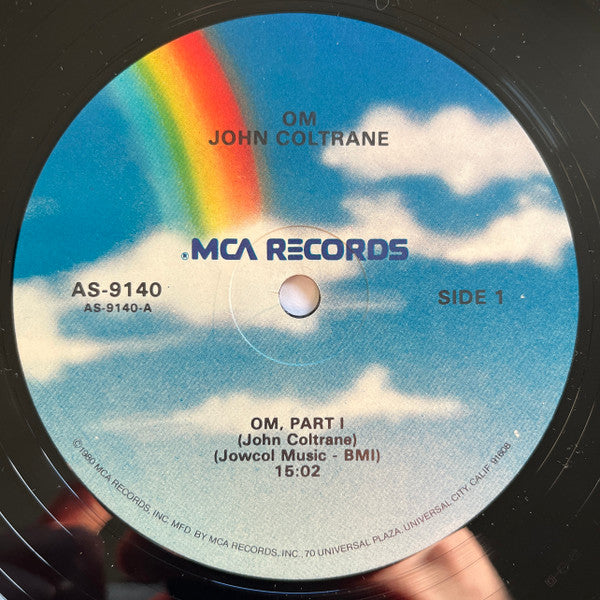 OM
JOHN COLTRANE
®MCA RECORDS
AS-9140
AS-9140-A
SIDE 1
OM, PART I
(John Coltrane)
(Jowcol Music - BMI)
15:02
©1980 MCA RECORDS, INC. MFD. BY MCA RECORDS, INC., 70 UNIVERSAL PLAZA, UNIVERSAL CITY, CALIF. 91608